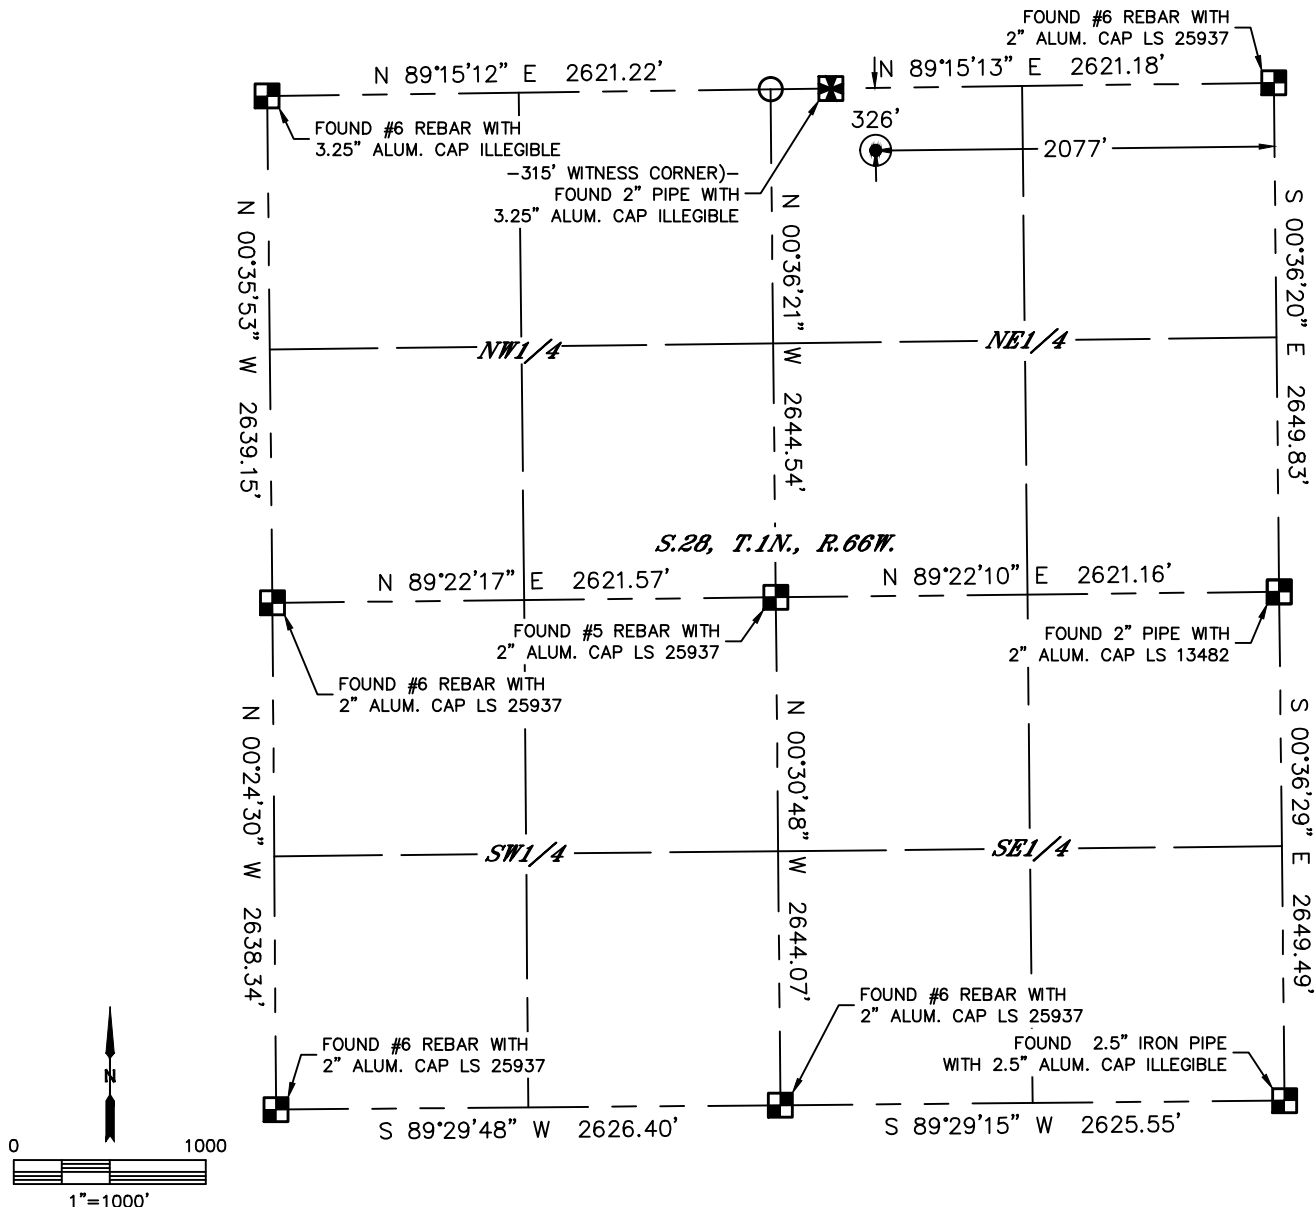 FOUND #6 REBAR WITH
2" ALUM. CAP LS 25937
N 89°15'12" E 2621.22'
N 89°15'13" E 2621.18'
FOUND #6 REBAR WITH
3.25" ALUM. CAP ILLEGIBLE
326'
2077'
-315' WITNESS CORNER)-
FOUND 2" PIPE WITH
3.25" ALUM. CAP ILLEGIBLE
N 00°35'53" W 2639.15'
N 00°36'21" W 2644.54'
S 00°36'20" E 2649.83'
NW1/4
NE1/4
S.28, T.1N., R.66W.
N 89°22'17" E 2621.57'
N 89°22'10" E 2621.16'
FOUND #5 REBAR WITH
2" ALUM. CAP LS 25937
FOUND 2" PIPE WITH
2" ALUM. CAP LS 13482
FOUND #6 REBAR WITH
2" ALUM. CAP LS 25937
N 00°24'30" W 2638.34'
N 00°30'48" W 2644.07'
S 00°36'29" E 2649.49'
SW1/4
SE1/4
FOUND #6 REBAR WITH
2" ALUM. CAP LS 25937
FOUND #6 REBAR WITH
2" ALUM. CAP LS 25937
FOUND 2.5" IRON PIPE
WITH 2.5" ALUM. CAP ILLEGIBLE
S 89°29'48" W 2626.40'
S 89°29'15" W 2625.55'
N
0 1000
1"=1000'